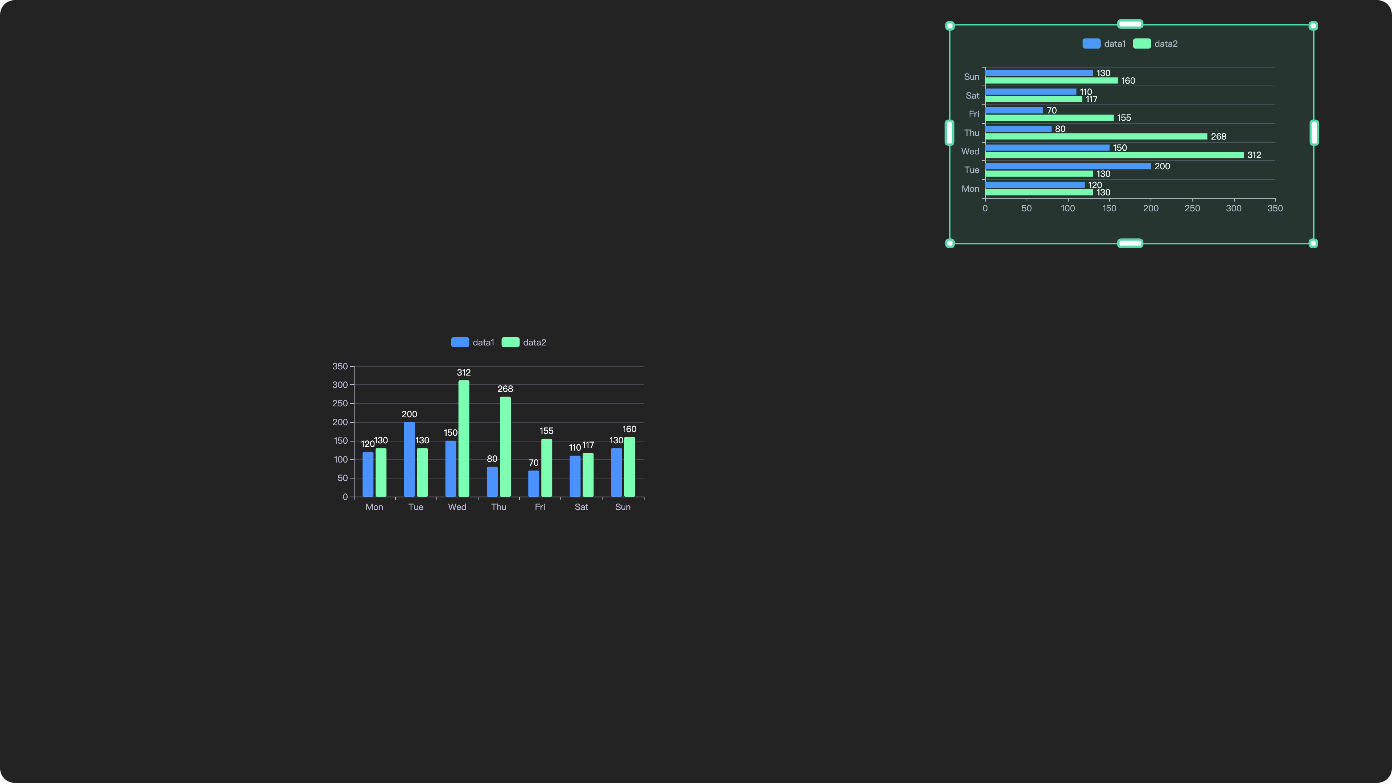 data1 data2
Sun 130
160
Sat 110
117
Fri 70
155
Thu 80
268
Wed 150
312
Tue 200
130
Mon 120
130
0 50 100 150 200 250 300 350
data1 data2
350
312
300
268
250
200
200
160
155
150
150
120 130 130 110 117 130
100
80
70
50
0
Mon Tue Wed Thu Fri Sat Sun